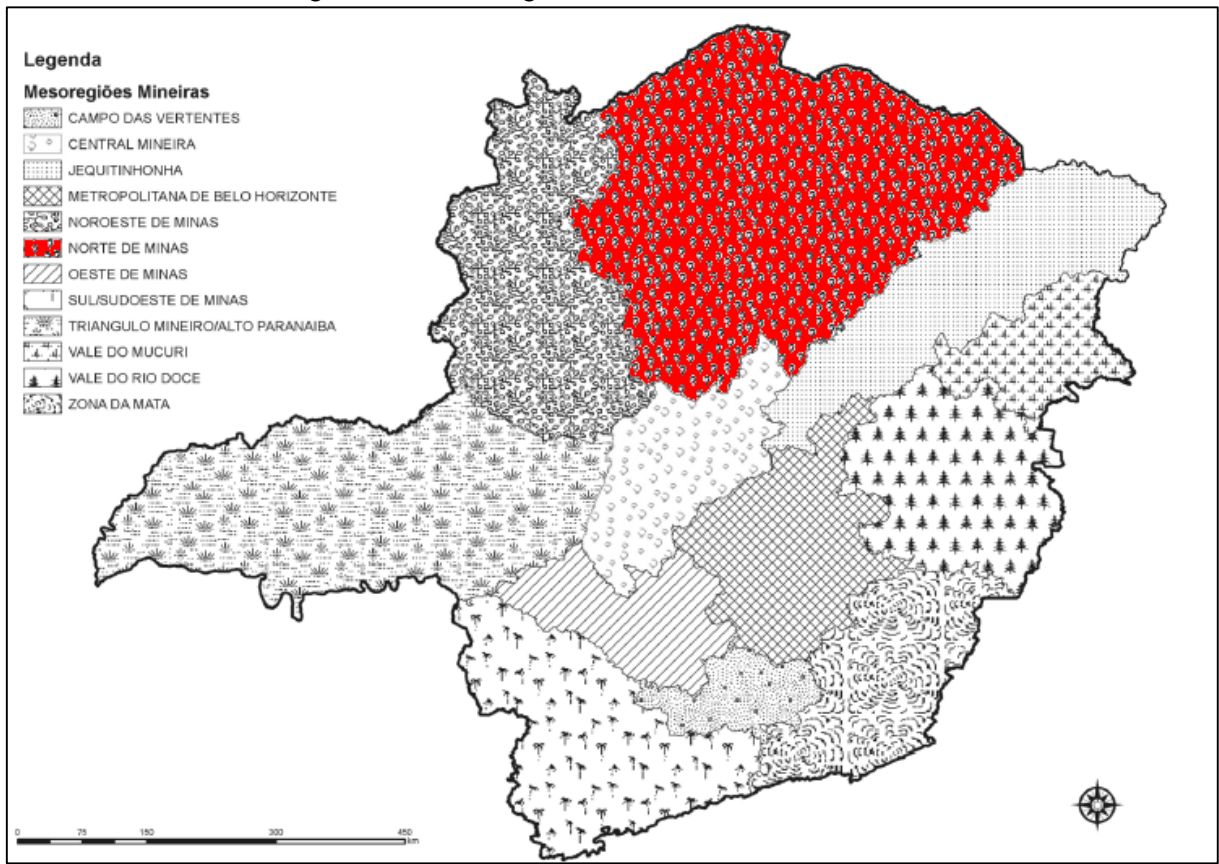 Legenda
Mesoregiões Mineiras
CAMPO DAS VERTENTES
CENTRAL MINEIRA
JEQUITINHONHA
METROPOLITANA DE BELO HORIZONTE
NOROESTE DE MINAS
NORTE DE MINAS
OESTE DE MINAS
SUL/SUDOESTE DE MINAS
TRIANGULO MINEIRO/ALTO PARANAIBA
VALE DO MUCURI
VALE DO RIO DOCE
ZONA DA MATA
0 75 150 300 450
km